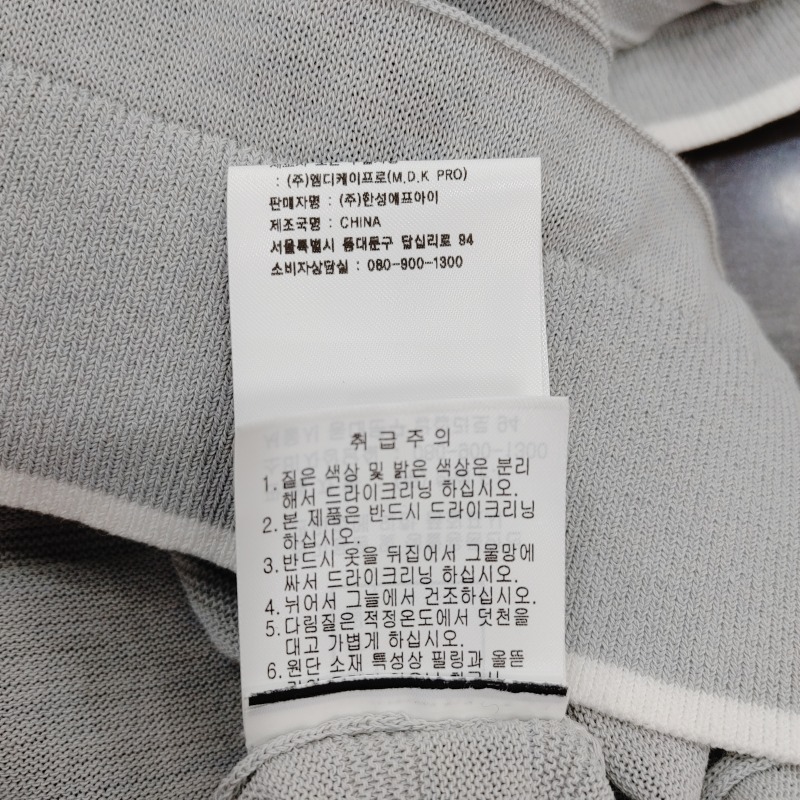 : (주)엠디케이프로(M.D.K PRO)
판매자명 : (주)한성에프아이
제조국명 : CHINA
서울특별시 동대문구 답십리로 94
소비자상담실 : 080-900-1300
취급주의
1. 짙은 색상 및 밝은 색상은 분리
해서 드라이크리닝 하십시오.
2. 본 제품은 반드시 드라이크리닝
하십시오.
3. 반드시 옷을 뒤집어서 그물망에
싸서 드라이크리닝 하십시오.
4. 뉘어서 그늘에서 건조하십시오.
5. 다림질은 적정온도에서 덧천을
대고 가볍게 하십시오.
6. 원단 소재 특성상 필링과 올뜯